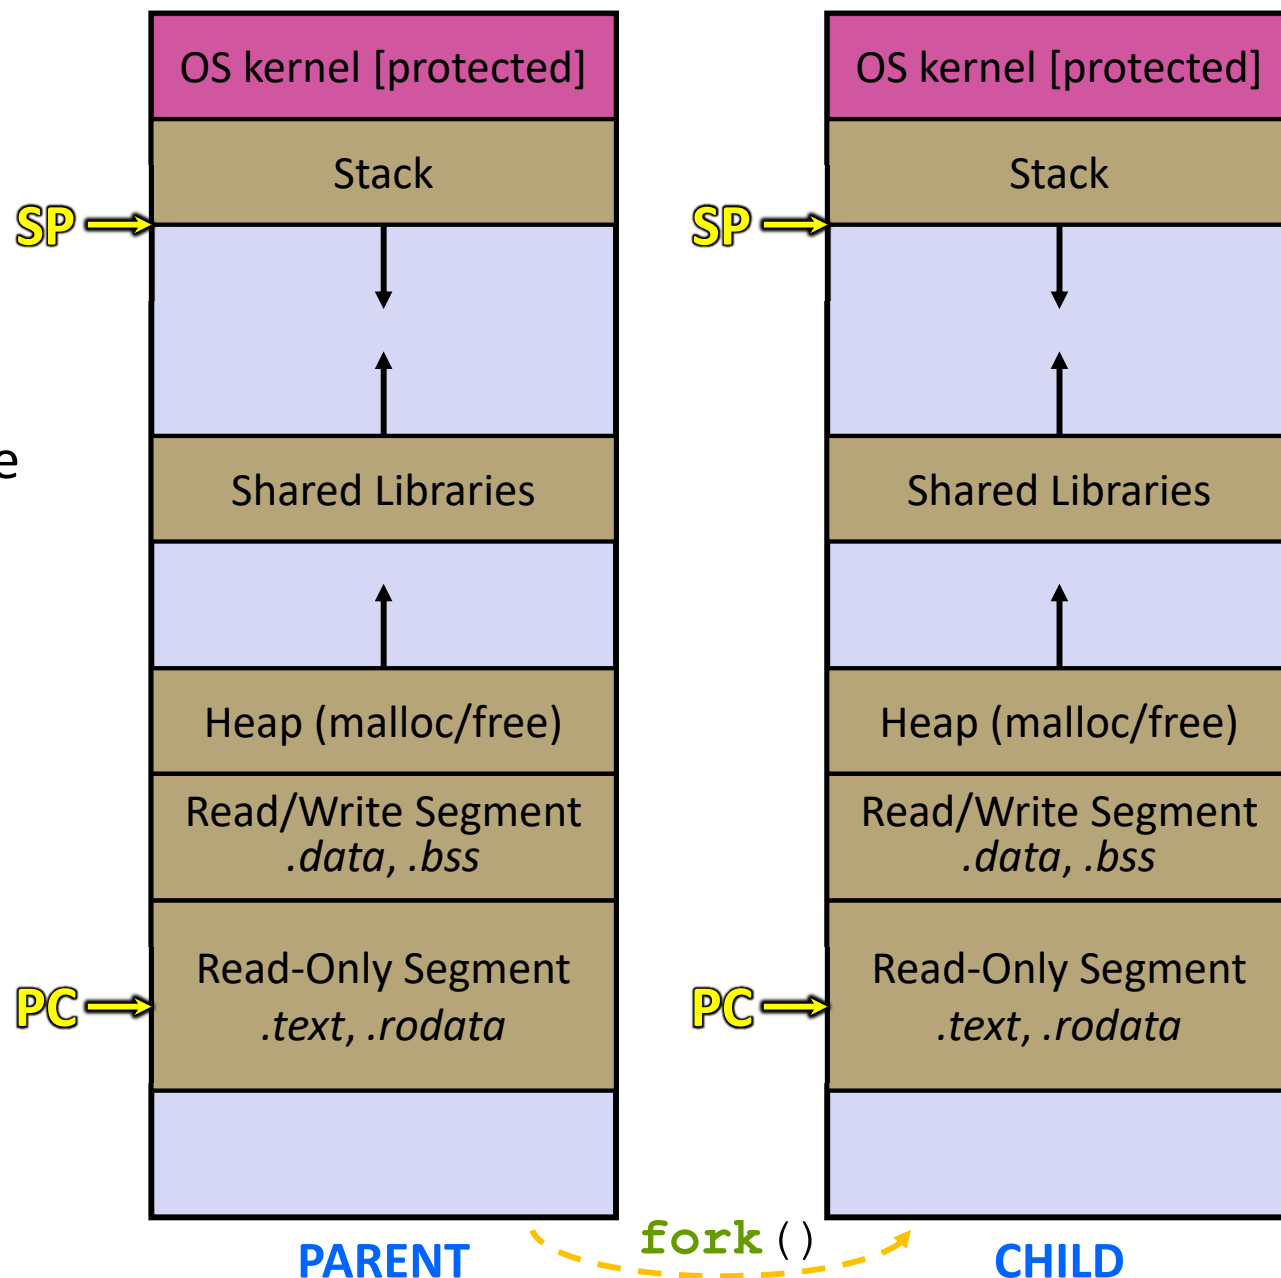 OS kernel [protected]
Stack
SP
e
Shared Libraries
Heap (malloc/free)
Read/Write Segment
.data, .bss
Read-Only Segment
PC
.text, .rodata
PARENT
OS kernel [protected]
Stack
SP
Shared Libraries
Heap (malloc/free)
Read/Write Segment
.data, .bss
Read-Only Segment
PC
.text, .rodata
fork()
CHILD